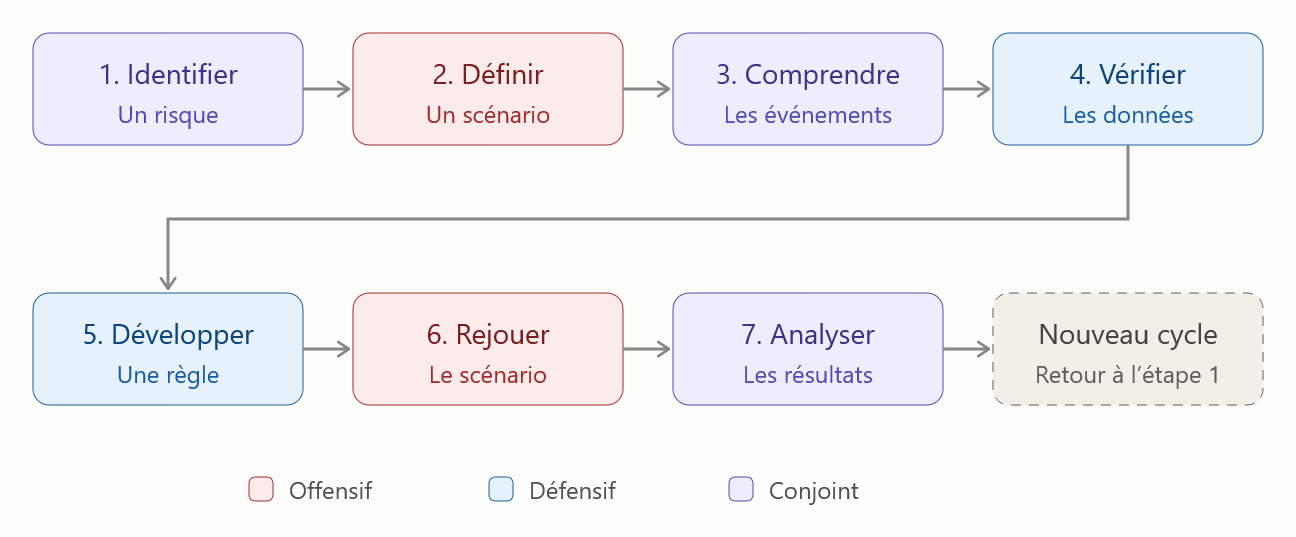 1. Identifier
Un risque
2. Définir
Un scénario
3. Comprendre
Les événements
4. Vérifier
Les données
5. Développer
Une règle
6. Rejouer
Le scénario
7. Analyser
Les résultats
Nouveau cycle
Retour à l’étape 1
Offensif
Défensif
Conjoint